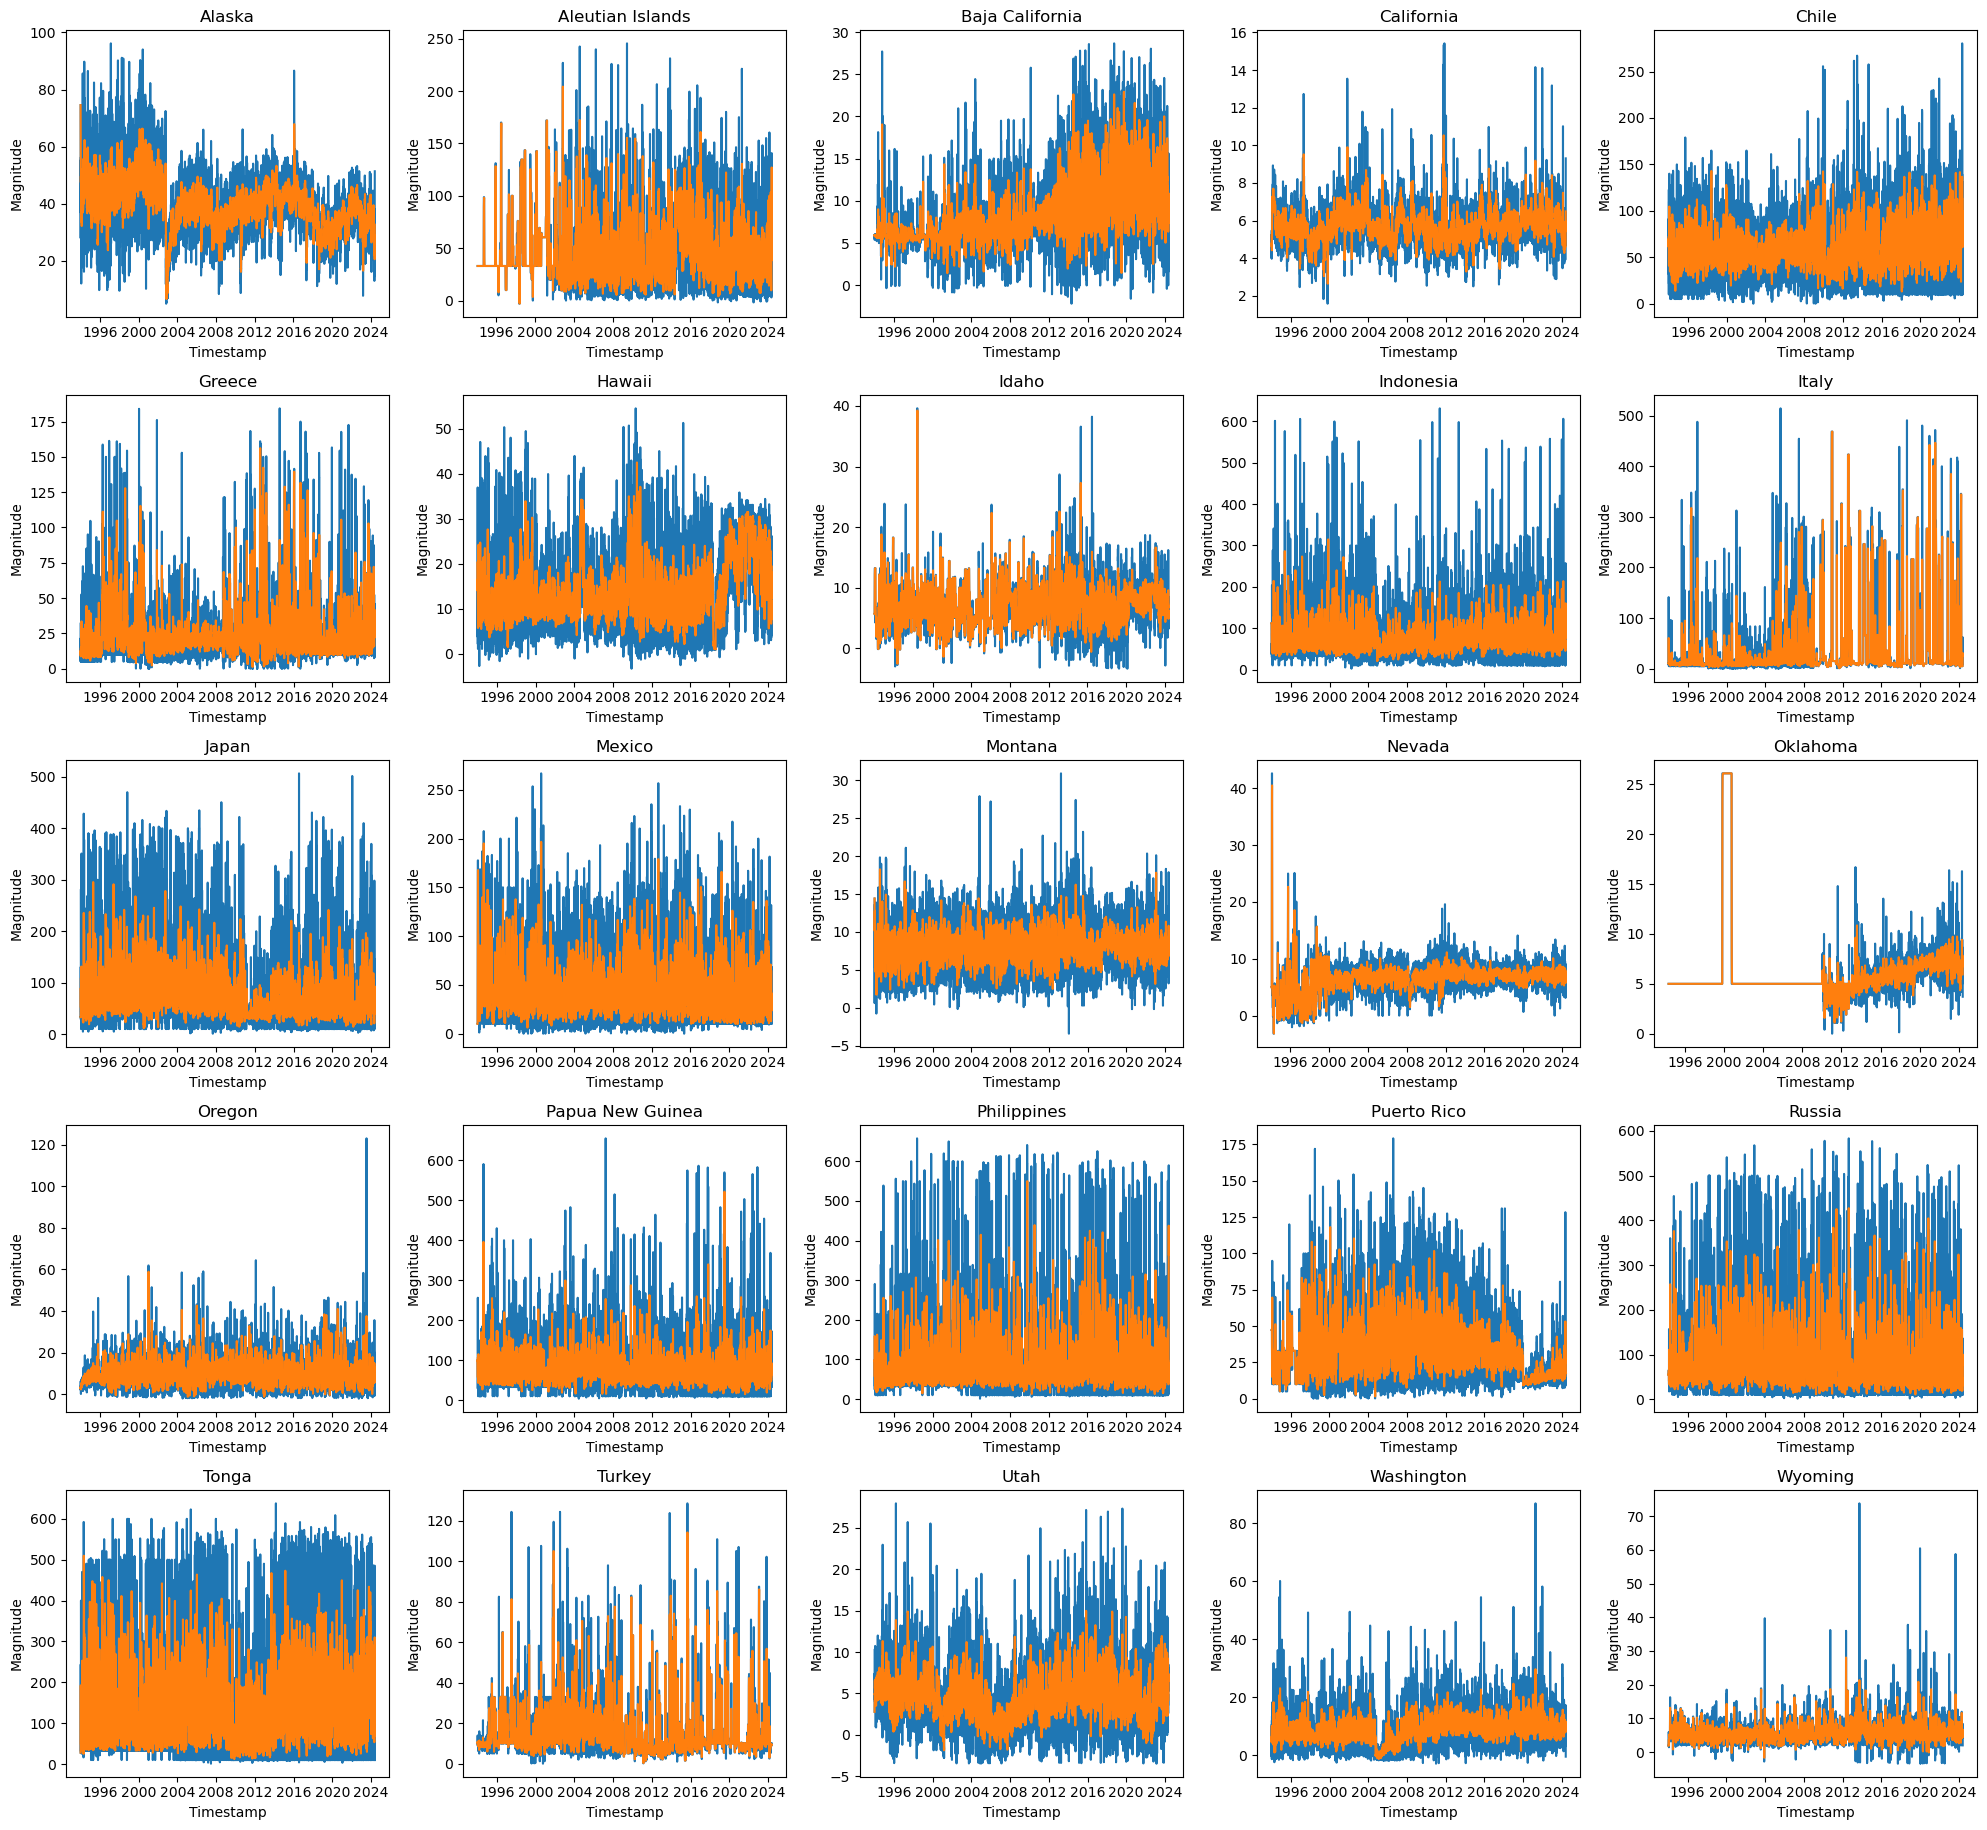 Alaska
Magnitude
100
80
60
40
20
1996 2000 2004 2008 2012 2016 2020 2024
Timestamp
Aleutian Islands
Magnitude
250
200
150
100
50
0
1996 2000 2004 2008 2012 2016 2020 2024
Timestamp
Baja California
Magnitude
30
25
20
15
10
5
0
1996 2000 2004 2008 2012 2016 2020 2024
Timestamp
California
Magnitude
16
14
12
10
8
6
4
2
1996 2000 2004 2008 2012 2016 2020 2024
Timestamp
Chile
Magnitude
250
200
150
100
50
0
1996 2000 2004 2008 2012 2016 2020 2024
Timestamp
Greece
Magnitude
175
150
125
100
75
50
25
0
1996 2000 2004 2008 2012 2016 2020 2024
Timestamp
Hawaii
Magnitude
50
40
30
20
10
0
1996 2000 2004 2008 2012 2016 2020 2024
Timestamp
Idaho
Magnitude
40
30
20
10
0
1996 2000 2004 2008 2012 2016 2020 2024
Timestamp
Indonesia
Magnitude
600
500
400
300
200
100
0
1996 2000 2004 2008 2012 2016 2020 2024
Timestamp
Italy
Magnitude
500
400
300
200
100
0
1996 2000 2004 2008 2012 2016 2020 2024
Timestamp
Japan
Magnitude
500
400
300
200
100
0
1996 2000 2004 2008 2012 2016 2020 2024
Timestamp
Mexico
Magnitude
250
200
150
100
50
0
1996 2000 2004 2008 2012 2016 2020 2024
Timestamp
Montana
Magnitude
30
25
20
15
10
5
0
−5
1996 2000 2004 2008 2012 2016 2020 2024
Timestamp
Nevada
Magnitude
40
30
20
10
0
1996 2000 2004 2008 2012 2016 2020 2024
Timestamp
Oklahoma
Magnitude
25
20
15
10
5
0
1996 2000 2004 2008 2012 2016 2020 2024
Timestamp
Oregon
Magnitude
120
100
80
60
40
20
0
1996 2000 2004 2008 2012 2016 2020 2024
Timestamp
Papua New Guinea
Magnitude
600
500
400
300
200
100
0
1996 2000 2004 2008 2012 2016 2020 2024
Timestamp
Philippines
Magnitude
600
500
400
300
200
100
0
1996 2000 2004 2008 2012 2016 2020 2024
Timestamp
Puerto Rico
Magnitude
175
150
125
100
75
50
25
0
1996 2000 2004 2008 2012 2016 2020 2024
Timestamp
Russia
Magnitude
600
500
400
300
200
100
0
1996 2000 2004 2008 2012 2016 2020 2024
Timestamp
Tonga
Magnitude
600
500
400
300
200
100
0
1996 2000 2004 2008 2012 2016 2020 2024
Timestamp
Turkey
Magnitude
120
100
80
60
40
20
0
1996 2000 2004 2008 2012 2016 2020 2024
Timestamp
Utah
Magnitude
25
20
15
10
5
0
−5
1996 2000 2004 2008 2012 2016 2020 2024
Timestamp
Washington
Magnitude
80
60
40
20
0
1996 2000 2004 2008 2012 2016 2020 2024
Timestamp
Wyoming
Magnitude
70
60
50
40
30
20
10
0
1996 2000 2004 2008 2012 2016 2020 2024
Timestamp